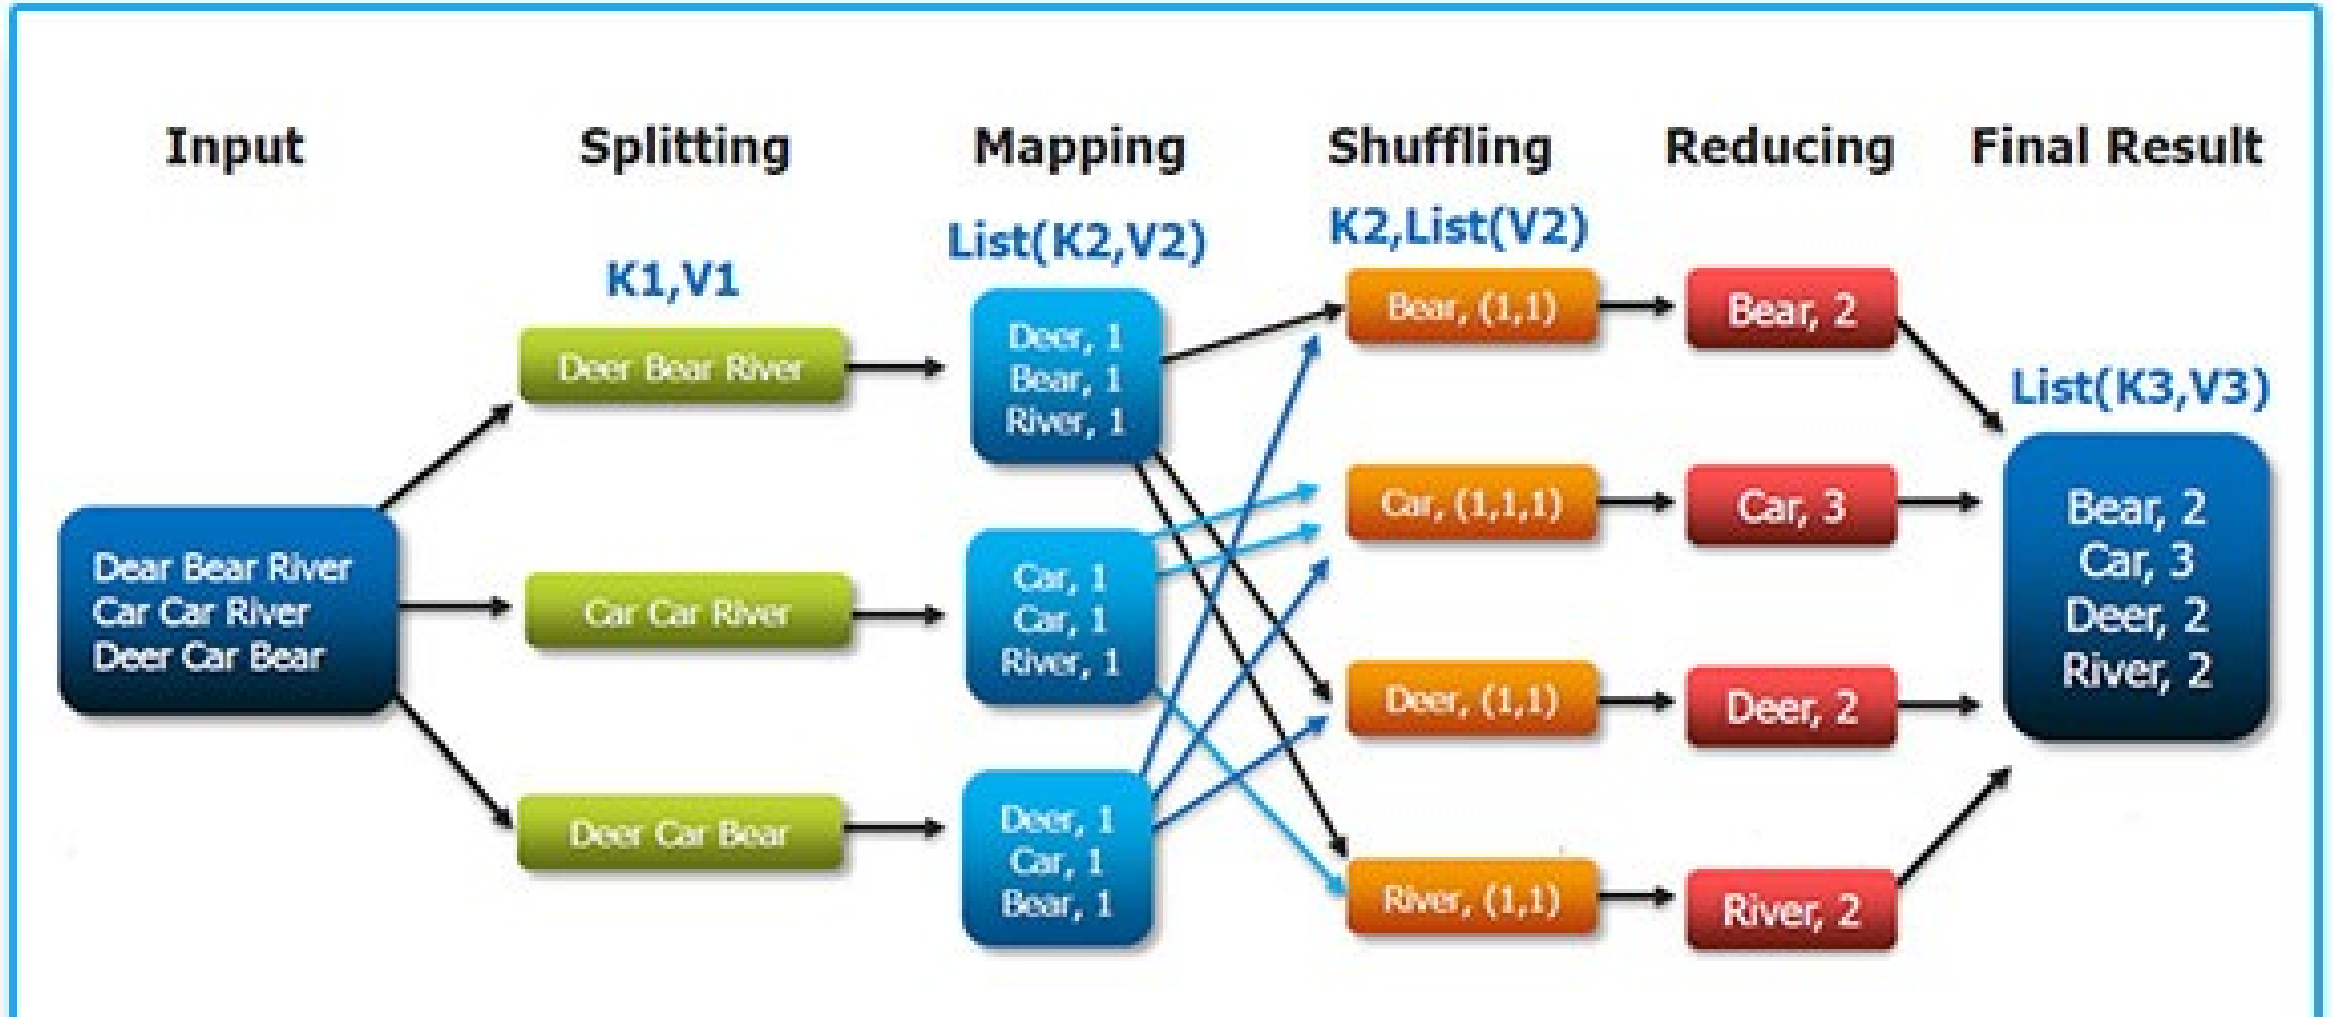 Input
Splitting
Mapping
Shuffling
Reducing
Final Result
Dear Bear River
Car Car River
Deer Car Bear
K1,V1
Deer Bear River
Car Car River
Deer Car Bear
List(K2,V2)
Deer, 1
Bear, 1
River, 1
Car, 1
Car, 1
River, 1
Deer, 1
Car, 1
Bear, 1
K2,List(V2)
Bear, (1,1)
Car, (1,1,1)
Deer, (1,1)
River, (1,1)
Bear, 2
Car, 3
Deer, 2
River, 2
List(K3,V3)
Bear, 2
Car, 3
Deer, 2
River, 2